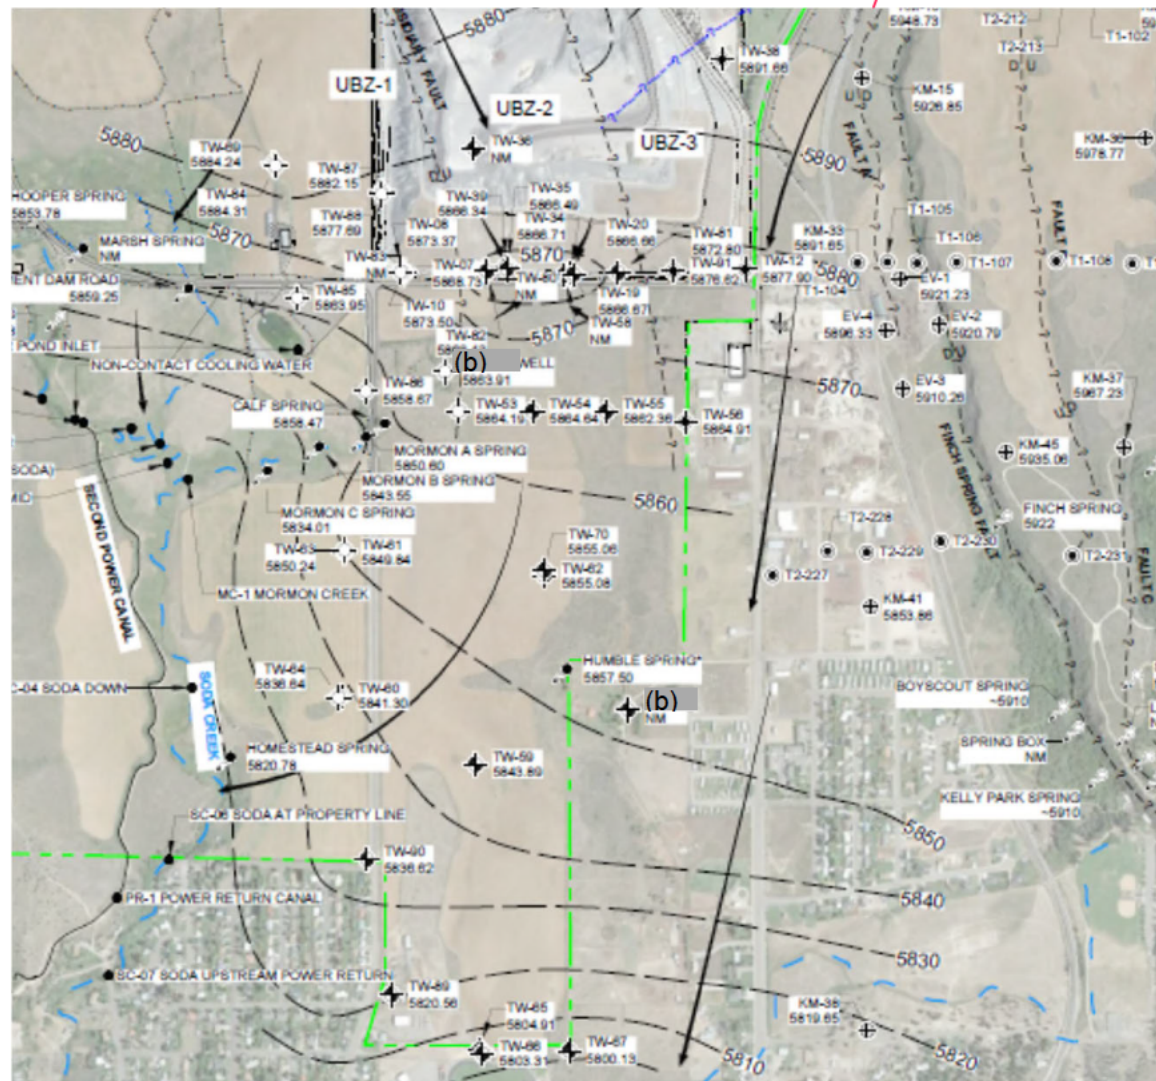 5948.73
T2-212
T1-102
T2-213
D U
5880
TW-38
5891.66
SIDIARY FAULT
UBZ-1
UBZ-2
UBZ-3
KM-15
5926.85
U D
KM-36
5978.77
5880
TW-69
5884.24
TW-36
NM
5890
FAULT A
TW-87
5882.15
D U
HOOPER SPRING
5853.78
TW-84
5884.31
TW-39
5866.34
TW-35
5866.49
T1-105
TW-88
5877.69
TW-08
5873.37
TW-34
5866.71
TW-20
5866.66
TW-81
5872.80
KM-33
5891.65
T1-106
MARSH SPRING
NM
5870
TW-83
NM
TW-07
5868.73
5870
TW-91
5876.62
TW-12
5877.90
5880
T1-107
T1-108
MENT DAM ROAD
5859.25
TW-85
5863.95
TW-10
5873.50
TW-80
NM
TW-19
5866.67
T1-104
EV-1
5921.23
POND INLET
TW-82
5870
TW-58
NM
EV-4
5896.33
EV-2
5920.79
D U
NON-CONTACT COOLING WATER
(b)
WELL
5863.91
TW-86
5858.67
5870
EV-3
5910.26
KM-37
5967.23
CALF SPRING
5858.47
TW-53
5864.19
TW-54
5864.64
TW-55
5862.36
TW-56
5864.91
SODA)
MORMON A SPRING
5850.60
KM-45
5935.06
FINCH SPRING FAULT
MORMON B SPRING
5843.55
SECOND POWER CANAL
5860
MORMON C SPRING
5834.01
FINCH SPRING
5922
T2-228
TW-63
5850.24
TW-61
5849.84
TW-70
5855.06
T2-230
T2-229
T2-231
TW-62
5855.08
T2-227
FAULT C
MC-1 MORMON CREEK
KM-41
5853.86
TW-64
5836.64
HUMBLE SPRING*
5857.50
C-04 SODA DOWN
TW-60
5841.30
(b)
NM
BOYSCOUT SPRING
~5910
SODA CREEK
HOMESTEAD SPRING
5820.78
SPRING BOX
NM
TW-59
5843.89
KELLY PARK SPRING
~5910
SC-06 SODA AT PROPERTY LINE
5850
TW-90
5836.62
PR-1 POWER RETURN CANAL
5840
5830
SC-07 SODA UPSTREAM POWER RETURN
TW-89
5820.56
TW-65
5804.91
KM-38
5819.65
TW-66
5803.31
TW-67
5800.13
5810
5820